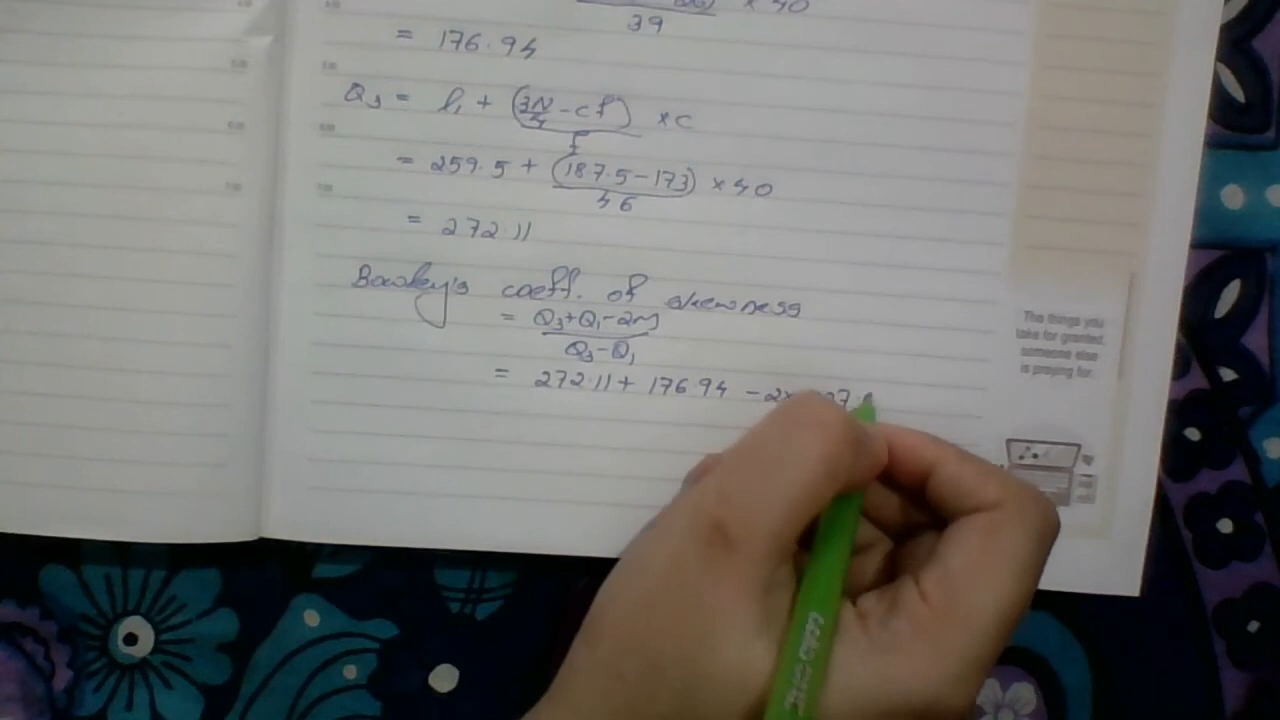 × 40
39
= 176.94
Q3 = l1 + (3N/4 - cf) × c
f
= 259.5 + (187.5 - 173) × 40
46
= 272.11
Bowley's coeff. of skewness
= Q3 + Q1 - 2M
Q3 - Q1
= 272.11 + 176.94 - 2×
The things you
take for granted,
someone else
is praying for.